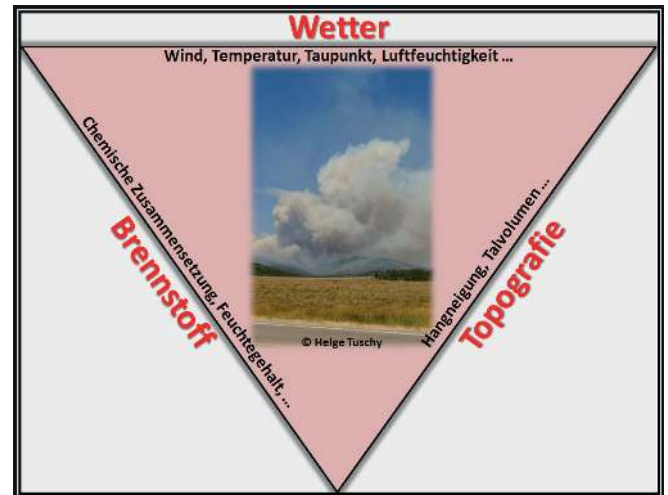 Wetter
Wind, Temperatur, Taupunkt, Luftfeuchtigkeit ...
Chemische Zusammensetzung, Feuchtegehalt, ...
Brennstoff
Hangneigung, Talvolumen ...
Topografie
© Helge Tuschy